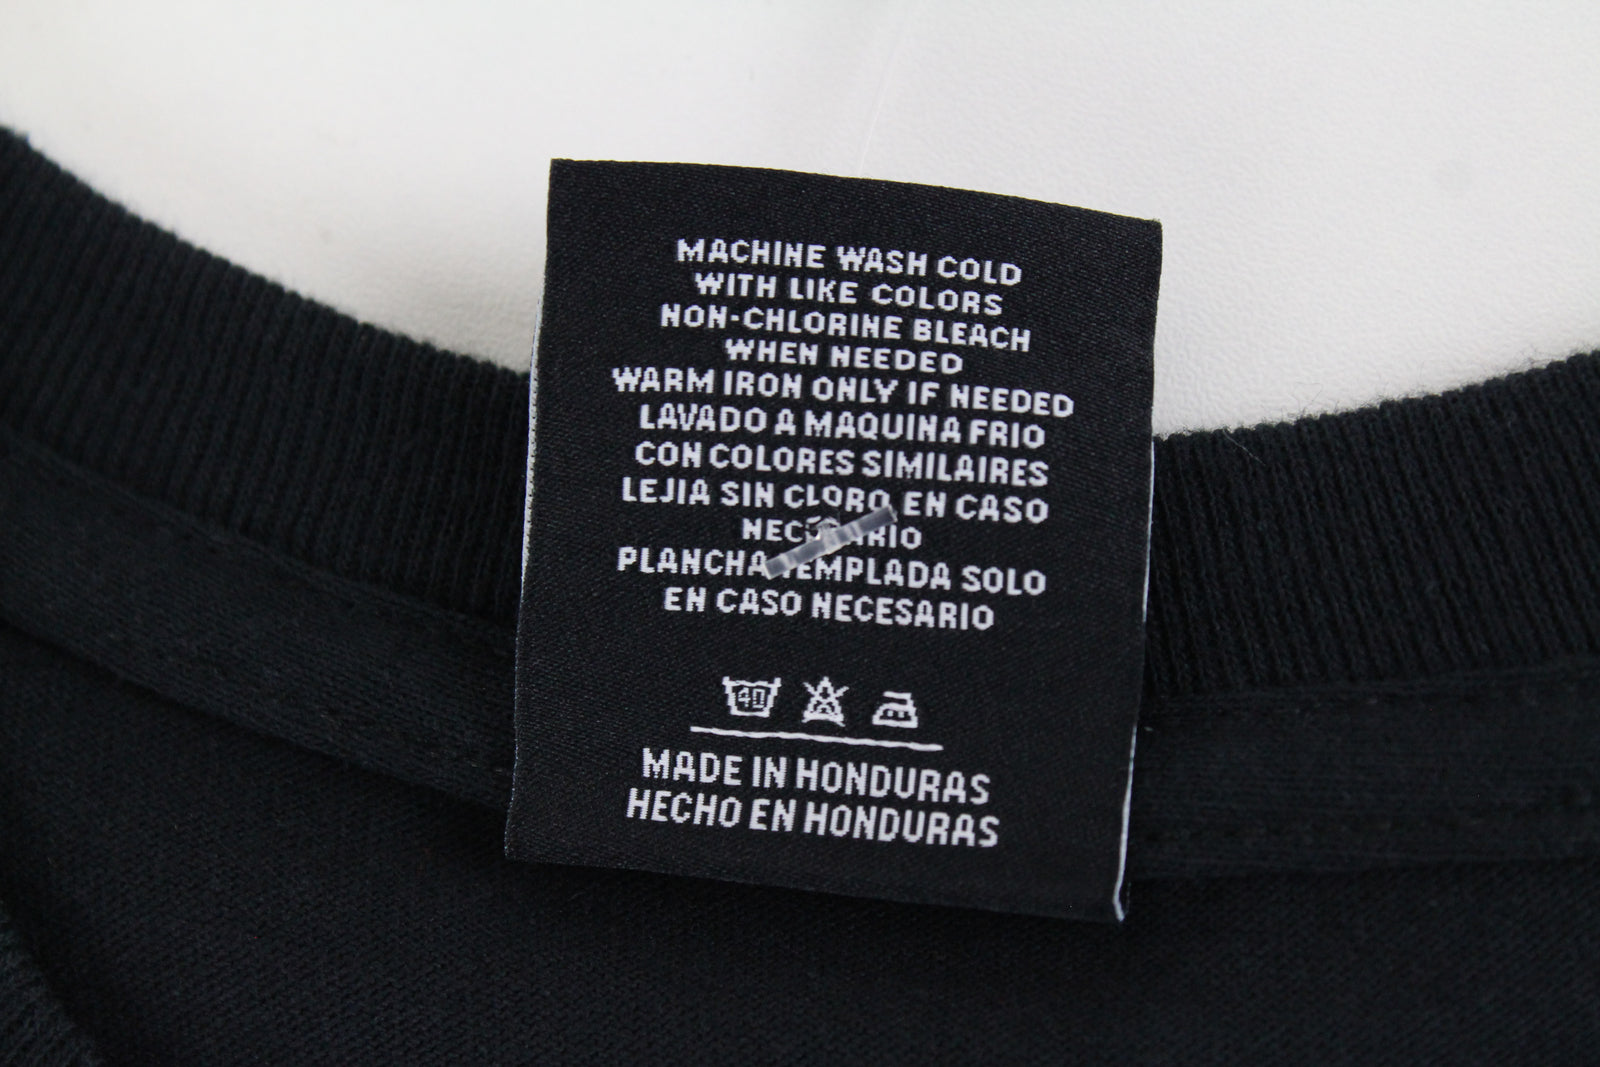 MACHINE WASH COLD
WITH LIKE COLORS
NON-CHLORINE BLEACH
WHEN NEEDED
WARM IRON ONLY IF NEEDED
LAVADO A MAQUINA FRIO
CON COLORES SIMILAIRES
LEJIA SIN CLORO EN CASO
NECESARIO
PLANCHA TEMPLADA SOLO
EN CASO NECESARIO
40
MADE IN HONDURAS
HECHO EN HONDURAS